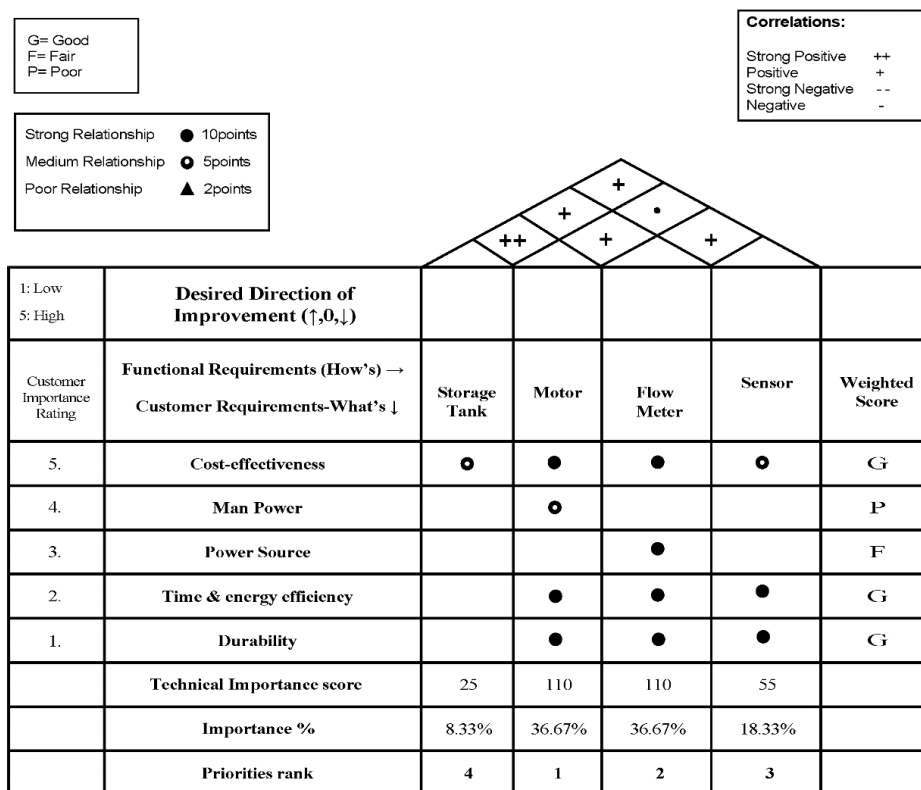 G= Good
F= Fair
P= Poor
Correlations:
Strong Positive ++
Positive +
Strong Negative --
Negative -
Strong Relationship ● 10points
Medium Relationship 5points
Poor Relationship ▲ 2points
+
+ •
++ + +
1: Low
5: High
Desired Direction of
Improvement (↑,0,↓)
Customer
Importance
Rating
Functional Requirements (How's) →
Customer Requirements-What's ↓
Storage
Tank
Motor
Flow
Meter
Sensor
Weighted
Score
5. Cost-effectiveness G
4. Man Power P
3. Power Source F
2. Time & energy efficiency G
1. Durability G
Technical Importance score 25 110 110 55
Importance % 8.33% 36.67% 36.67% 18.33%
Priorities rank 4 1 2 3